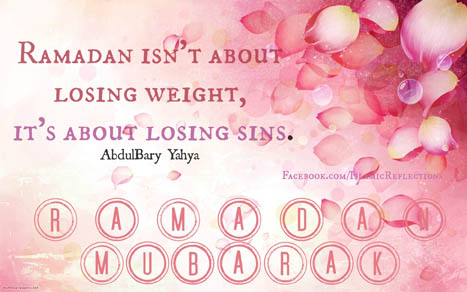 Ramadan isn't about
losing weight,
it's about losing sins.
AbdulBary Yahya
Facebook.com/IslamicReflections
RAMADAN
MUBARAK